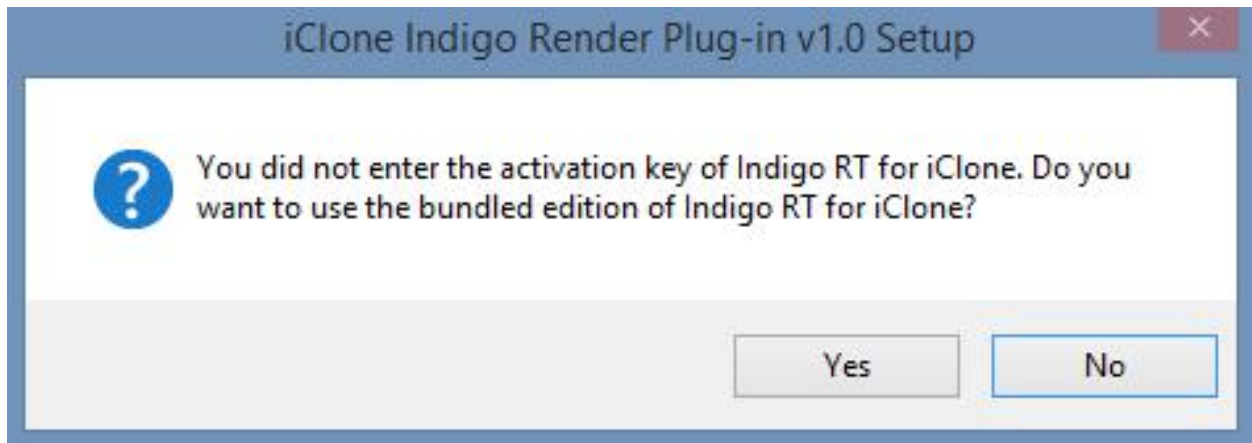 iClone Indigo Render Plug-in v1.0 Setup
You did not enter the activation key of Indigo RT for iClone. Do you
want to use the bundled edition of Indigo RT for iClone?
Yes
No